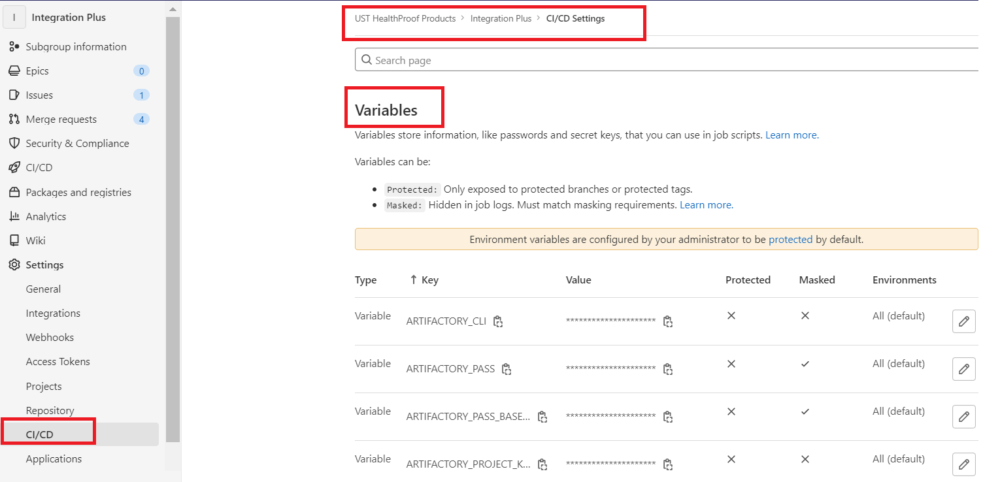 I Integration Plus
Subgroup information
Epics 0
Issues 1
Merge requests 4
Security & Compliance
CI/CD
Packages and registries
Analytics
Wiki
Settings
General
Integrations
Webhooks
Access Tokens
Projects
Repository
CI/CD
Applications
UST HealthProof Products > Integration Plus > CI/CD Settings
Search page
Variables
Variables store information, like passwords and secret keys, that you can use in job scripts. Learn more.
Variables can be:
• Protected: Only exposed to protected branches or protected tags.
• Masked: Hidden in job logs. Must match masking requirements. Learn more.
Environment variables are configured by your administrator to be protected by default.
Type ↑ Key Value Protected Masked Environments
Variable ARTIFACTORY_CLI ********************* All (default)
Variable ARTIFACTORY_PASS ********************* All (default)
Variable ARTIFACTORY_PASS_BASE... ********************* All (default)
Variable ARTIFACTORY_PROJECT_K... ********************* All (default)